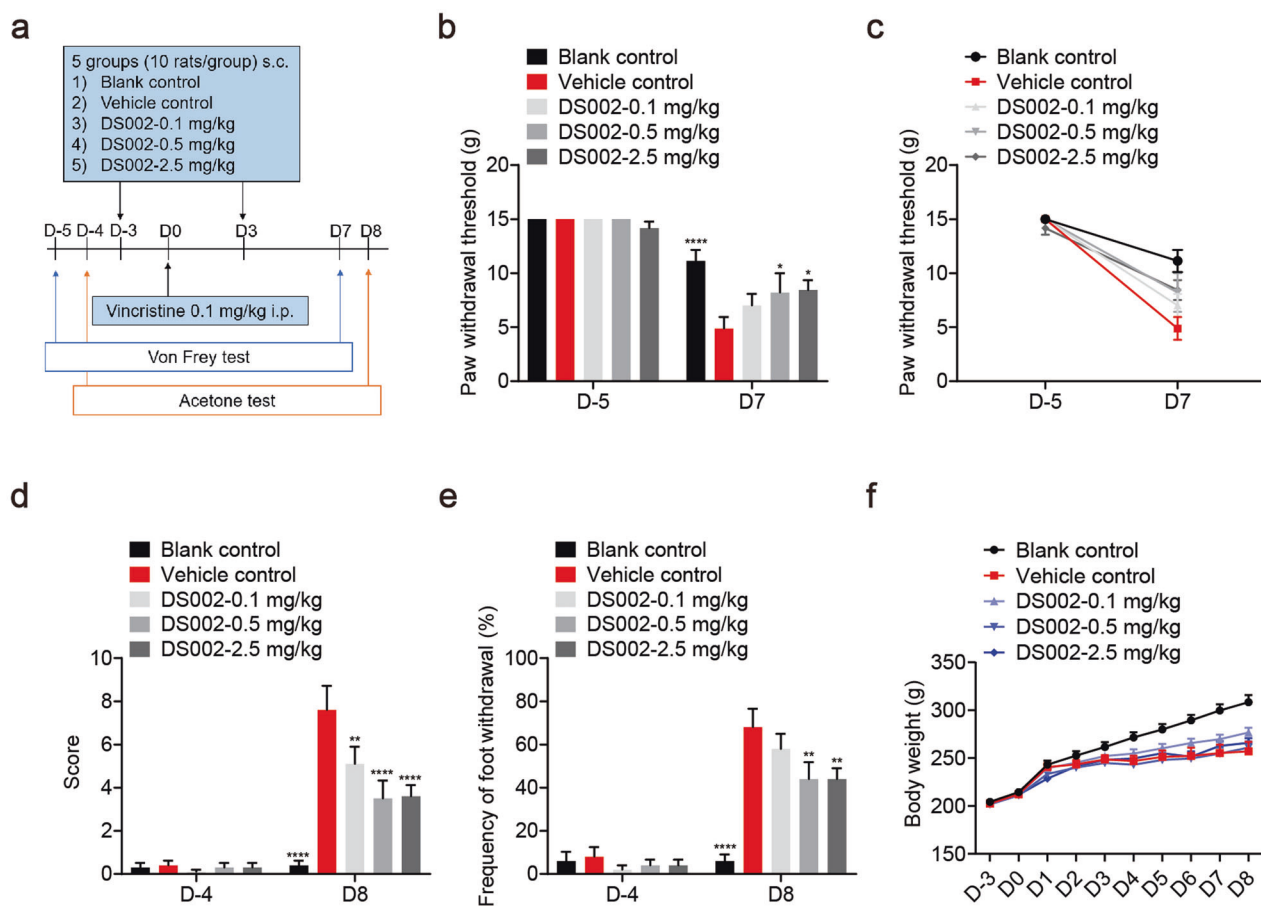 a
5 groups (10 rats/group) s.c.
1) Blank control
2) Vehicle control
3) DS002-0.1 mg/kg
4) DS002-0.5 mg/kg
5) DS002-2.5 mg/kg
D-5 D-4 D-3 D0 D3 D7 D8
Vincristine 0.1 mg/kg i.p.
Von Frey test
Acetone test
b
Blank control
Vehicle control
DS002-0.1 mg/kg
DS002-0.5 mg/kg
DS002-2.5 mg/kg
Paw withdrawal threshold (g)
20
15
10
5
0
****
*
*
D-5 D7
c
Blank control
Vehicle control
DS002-0.1 mg/kg
DS002-0.5 mg/kg
DS002-2.5 mg/kg
Paw withdrawal threshold (g)
20
15
10
5
0
D-5 D7
d
Blank control
Vehicle control
DS002-0.1 mg/kg
DS002-0.5 mg/kg
DS002-2.5 mg/kg
Score
10
8
6
4
2
0
****
**
****
****
D-4 D8
e
Blank control
Vehicle control
DS002-0.1 mg/kg
DS002-0.5 mg/kg
DS002-2.5 mg/kg
Frequency of foot withdrawal (%)
100
80
60
40
20
0
****
**
**
D-4 D8
f
Blank control
Vehicle control
DS002-0.1 mg/kg
DS002-0.5 mg/kg
DS002-2.5 mg/kg
Body weight (g)
350
300
250
200
150
D-3 D0 D1 D2 D3 D4 D5 D6 D7 D8